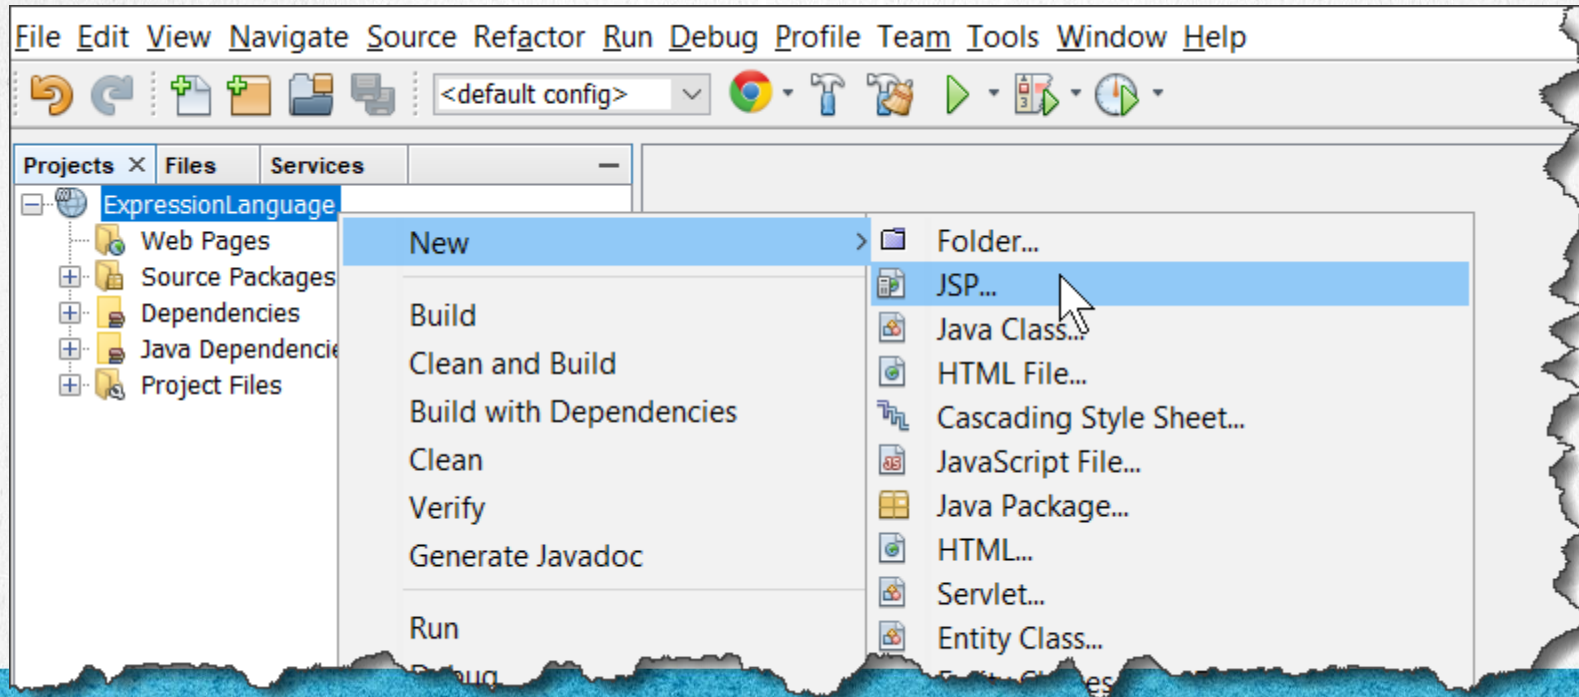 File Edit View Navigate Source Refactor Run Debug Profile Team Tools Window Help
<default config>
Projects Files Services
ExpressionLanguage
Web Pages
Source Packages
Dependencies
Java Dependencie
Project Files
New
Build
Clean and Build
Build with Dependencies
Clean
Verify
Generate Javadoc
Run
Folder...
JSP...
Java Class...
HTML File...
Cascading Style Sheet...
JavaScript File...
Java Package...
HTML...
Servlet...
Entity Class...